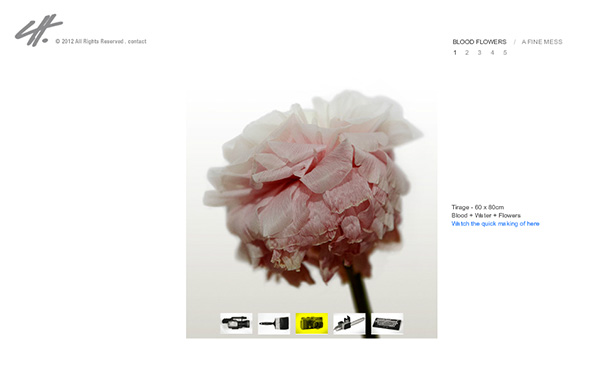 © 2012 All Rights Reserved . contact
BLOOD FLOWERS / A FINE MESS
1 2 3 4 5
Tirage - 60 x 80cm
Blood + Water + Flowers
Watch the quick making of here